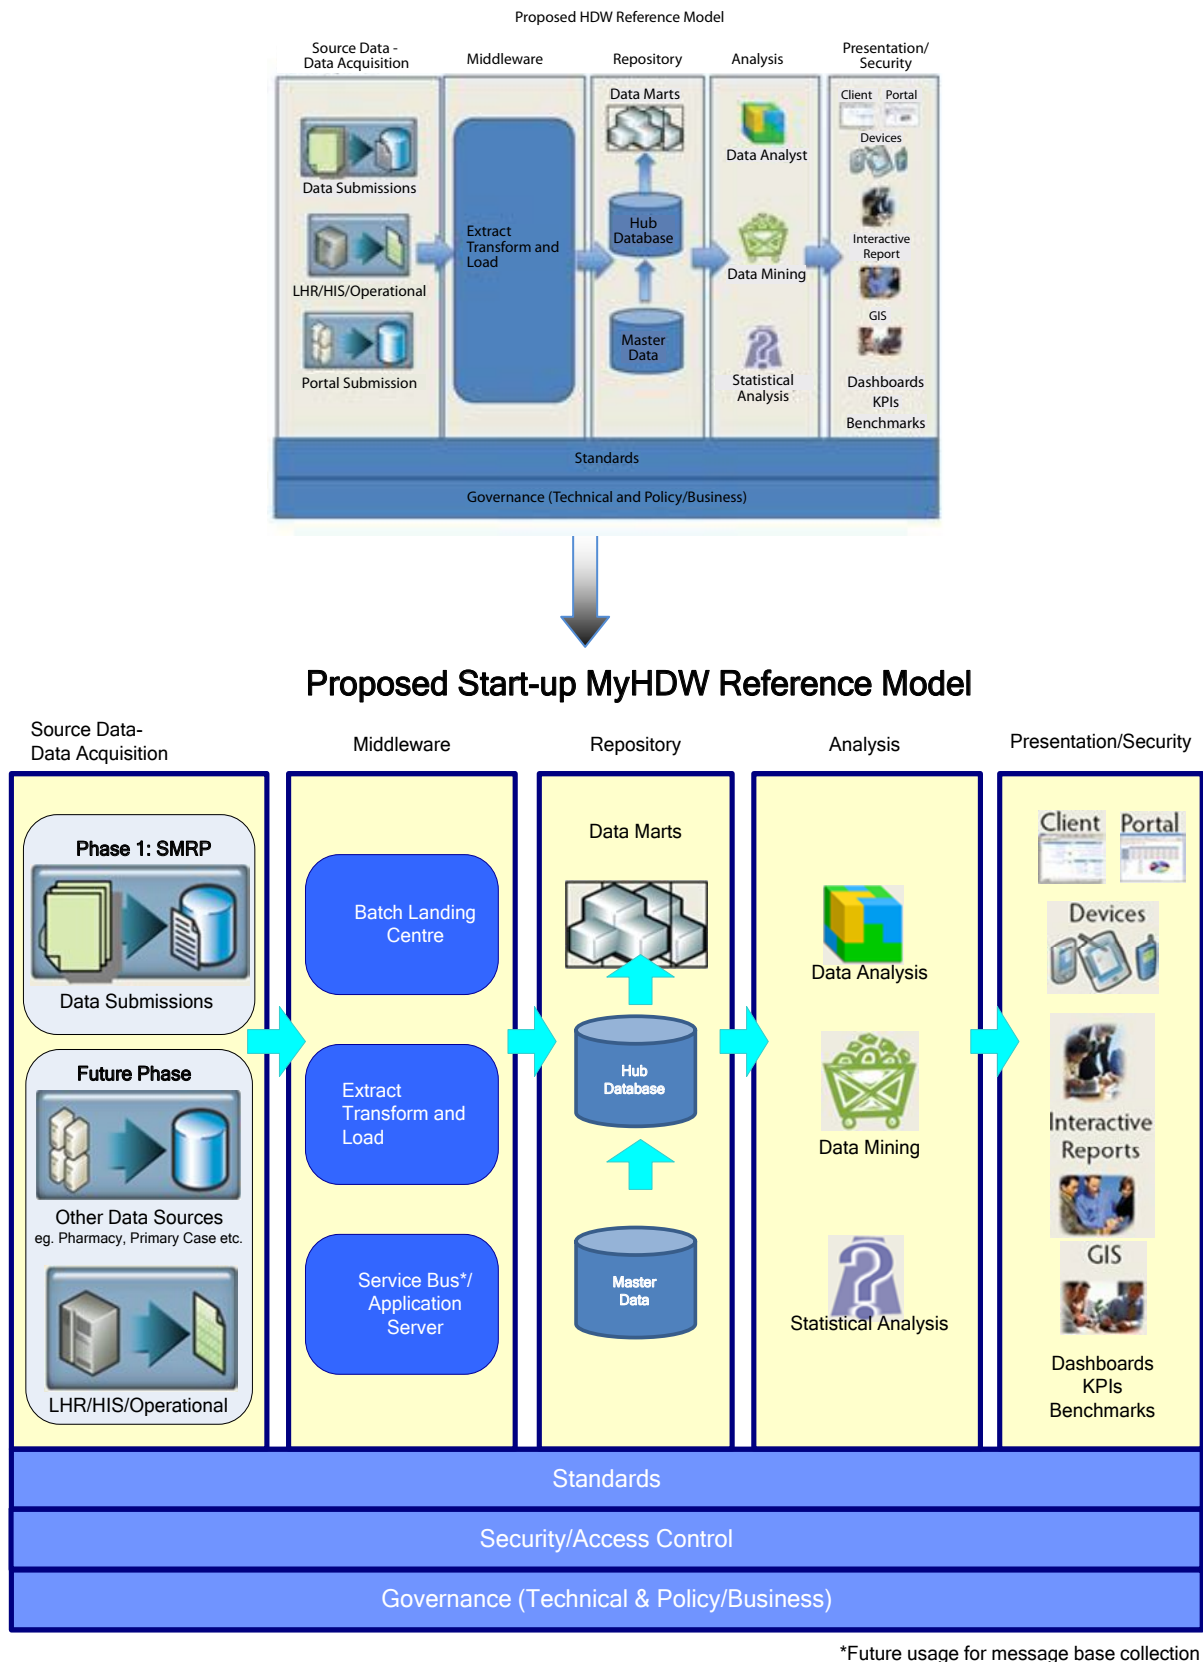 Proposed HDW Reference Model
Source Data -
Data Acquisition
Middleware
Repository
Analysis
Presentation/
Security
Data Submissions
LHR/HIS/Operational
Portal Submission
Extract
Transform and
Load
Data Marts
Hub
Database
Master
Data
Data Analyst
Data Mining
Statistical
Analysis
Client
Portal
Devices
Interactive
Report
GIS
Dashboards
KPIs
Benchmarks
Standards
Governance (Technical and Policy/Business)
Proposed Start-up MyHDW Reference Model
Source Data-
Data Acquisition
Middleware
Repository
Analysis
Presentation/Security
Phase 1: SMRP
Data Submissions
Future Phase
Other Data Sources
eg. Pharmacy, Primary Case etc.
LHR/HIS/Operational
Batch Landing
Centre
Extract
Transform and
Load
Service Bus*/
Application
Server
Data Marts
Hub
Database
Master
Data
Data Analysis
Data Mining
Statistical Analysis
Client
Portal
Devices
Interactive
Reports
GIS
Dashboards
KPIs
Benchmarks
Standards
Security/Access Control
Governance (Technical & Policy/Business)
*Future usage for message base collection